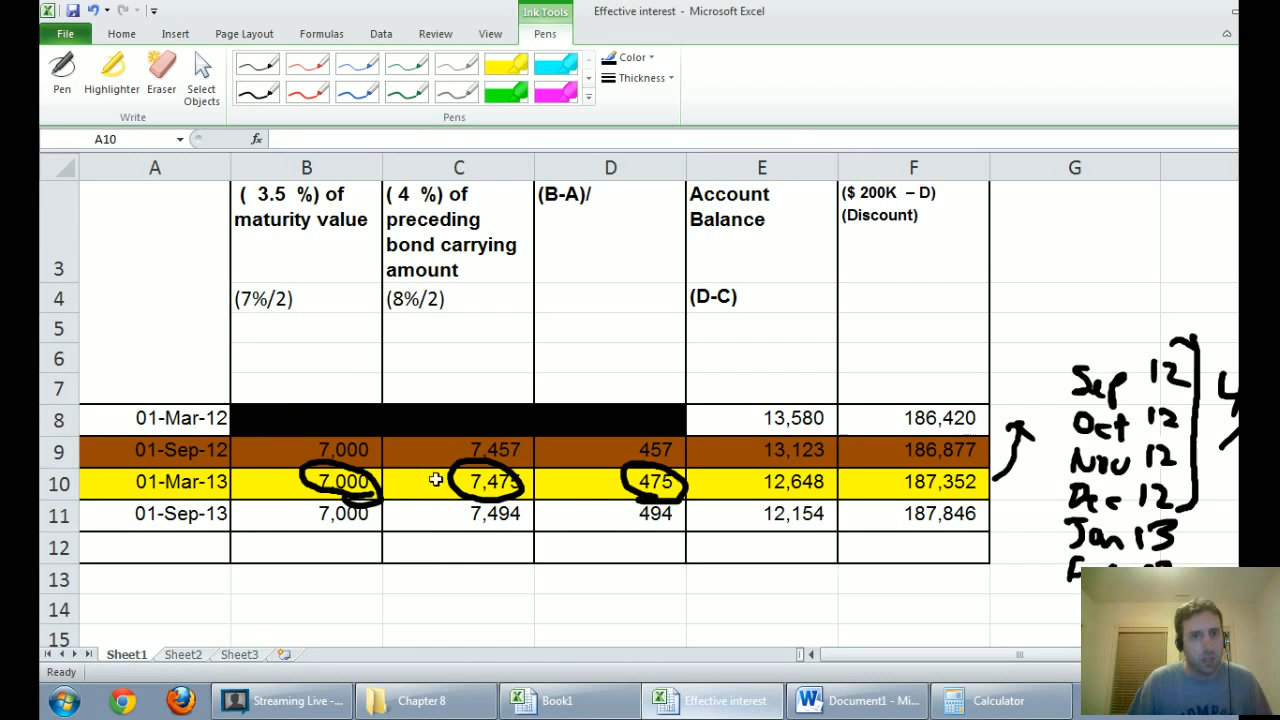 Ink Tools
Effective interest - Microsoft Excel
File Home Insert Page Layout Formulas Data Review View Pens
Pen Highlighter Eraser Select Objects
Color
Thickness
Write Pens
A10 fx
A B C D E F G
3 ( 3.5 %) of maturity value ( 4 %) of preceding bond carrying amount (B-A)/ Account Balance ($ 200K – D) (Discount)
4 (7%/2) (8%/2) (D-C)
5
6
7
8 01-Mar-12 13,580 186,420
9 01-Sep-12 7,000 7,457 457 13,123 186,877
10 01-Mar-13 7,000 7,475 475 12,648 187,352
11 01-Sep-13 7,000 7,494 494 12,154 187,846
12
13
14
15
Sep 12
Oct 12
Nov 12
Dec 12
Jan 13
Sheet1 Sheet2 Sheet3
Ready
Streaming Live -... Chapter 8 Book1 Effective interest Document1 - Mi... Calculator